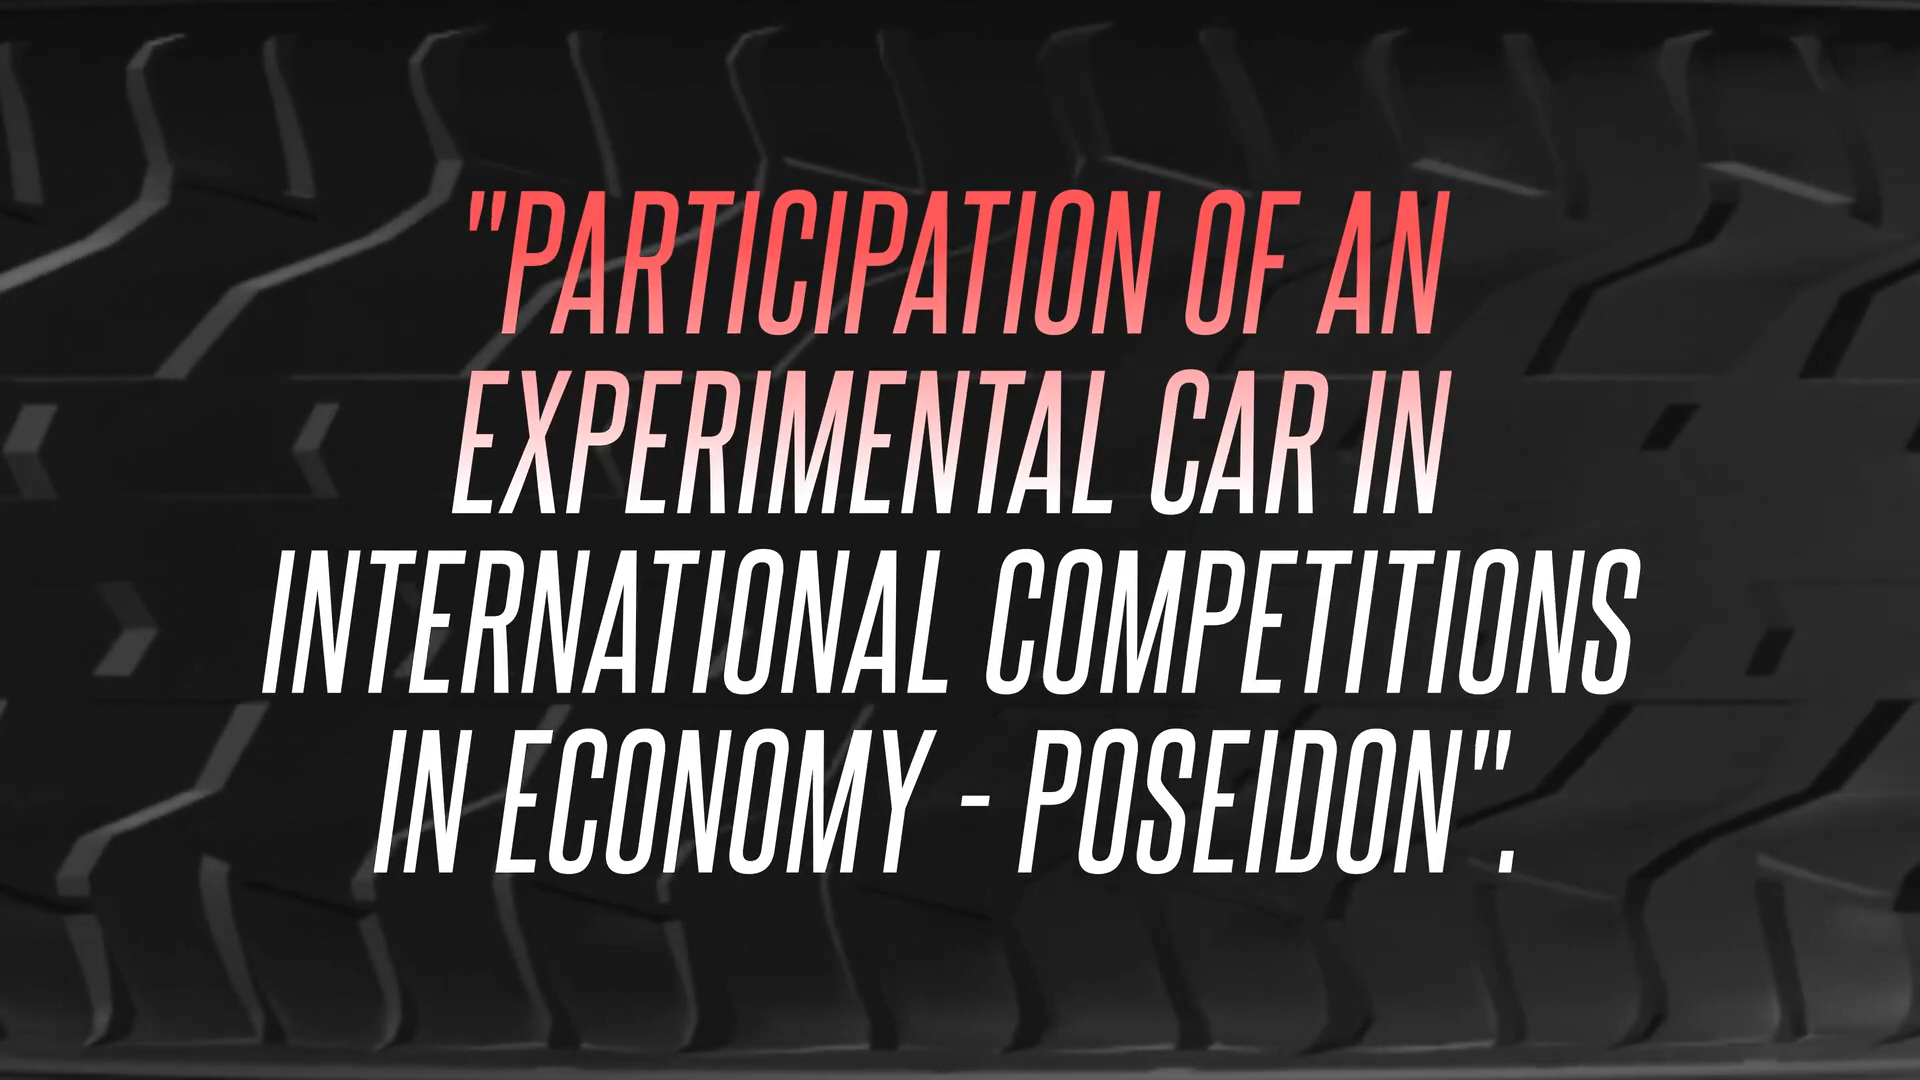 "PARTICIPATION OF AN
EXPERIMENTAL CAR IN
INTERNATIONAL COMPETITIONS
IN ECONOMY - POSEIDON".